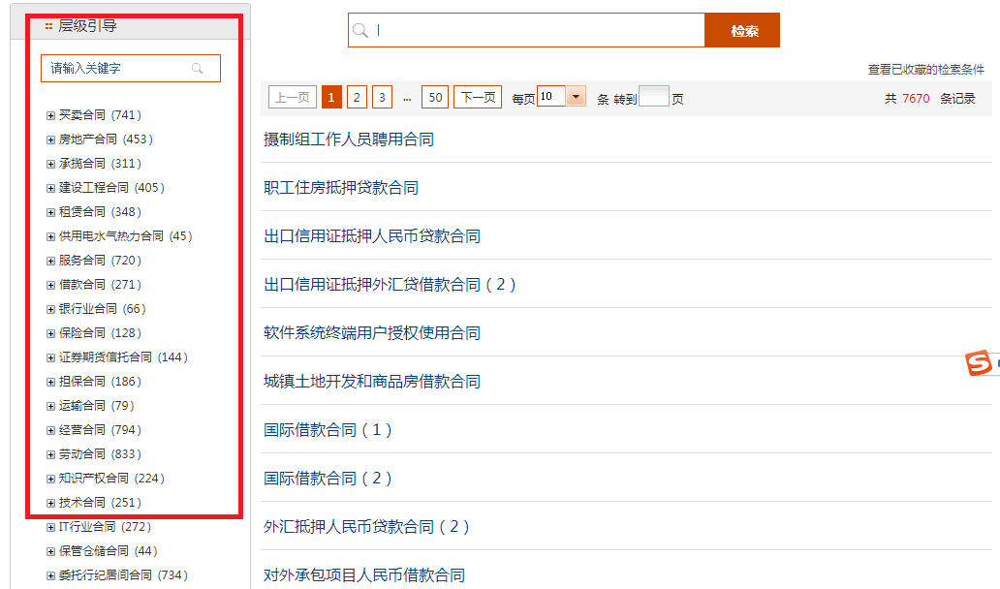 层级引导
请输入关键字
买卖合同 (741)
房地产合同 (453)
承揽合同 (311)
建设工程合同 (405)
租赁合同 (348)
供用电水气热力合同 (45)
服务合同 (720)
借款合同 (271)
银行业合同 (66)
保险合同 (128)
证券期货信托合同 (144)
担保合同 (186)
运输合同 (79)
经营合同 (794)
劳动合同 (833)
知识产权合同 (224)
技术合同 (251)
IT行业合同 (272)
保管仓储合同 (44)
委托行纪居间合同 (734)
检索
查看已收藏的检索条件
上一页 1 2 3 ... 50 下一页 每页 10 条 转到 页 共 7670 条记录
摄制组工作人员聘用合同
职工住房抵押贷款合同
出口信用证抵押人民币贷款合同
出口信用证抵押外汇贷借款合同（2）
软件系统终端用户授权使用合同
城镇土地开发和商品房借款合同
国际借款合同（1）
国际借款合同（2）
外汇抵押人民币贷款合同（2）
对外承包项目人民币借款合同
S